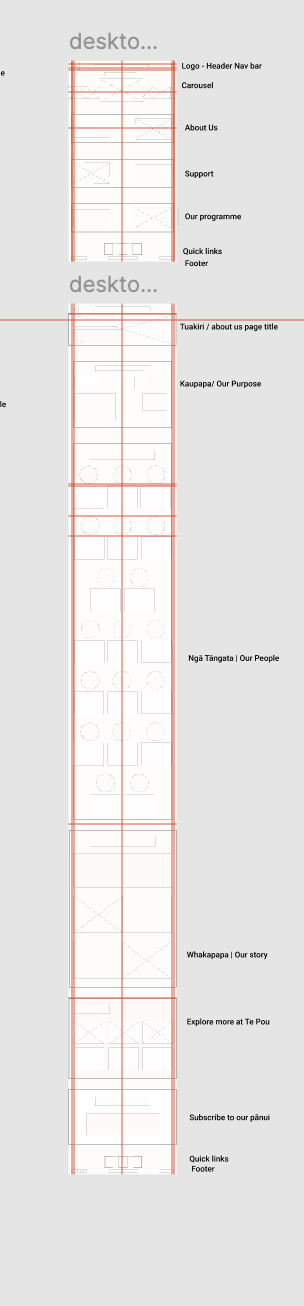 deskto...
Logo - Header Nav bar
e
Carousel
About Us
Support
Our programme
Quick links
Footer
deskto...
Tuakiri / about us page title
Kaupapa/ Our Purpose
le
Ngā Tāngata | Our People
Whakapapa | Our story
Explore more at Te Pou
Subscribe to our pānui
Quick links
Footer